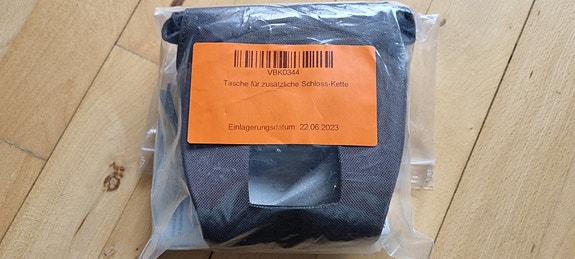 VBK0344
Tasche für zusätzliche Schloss-Kette
Einlagerungsdatum: 22.06.2023